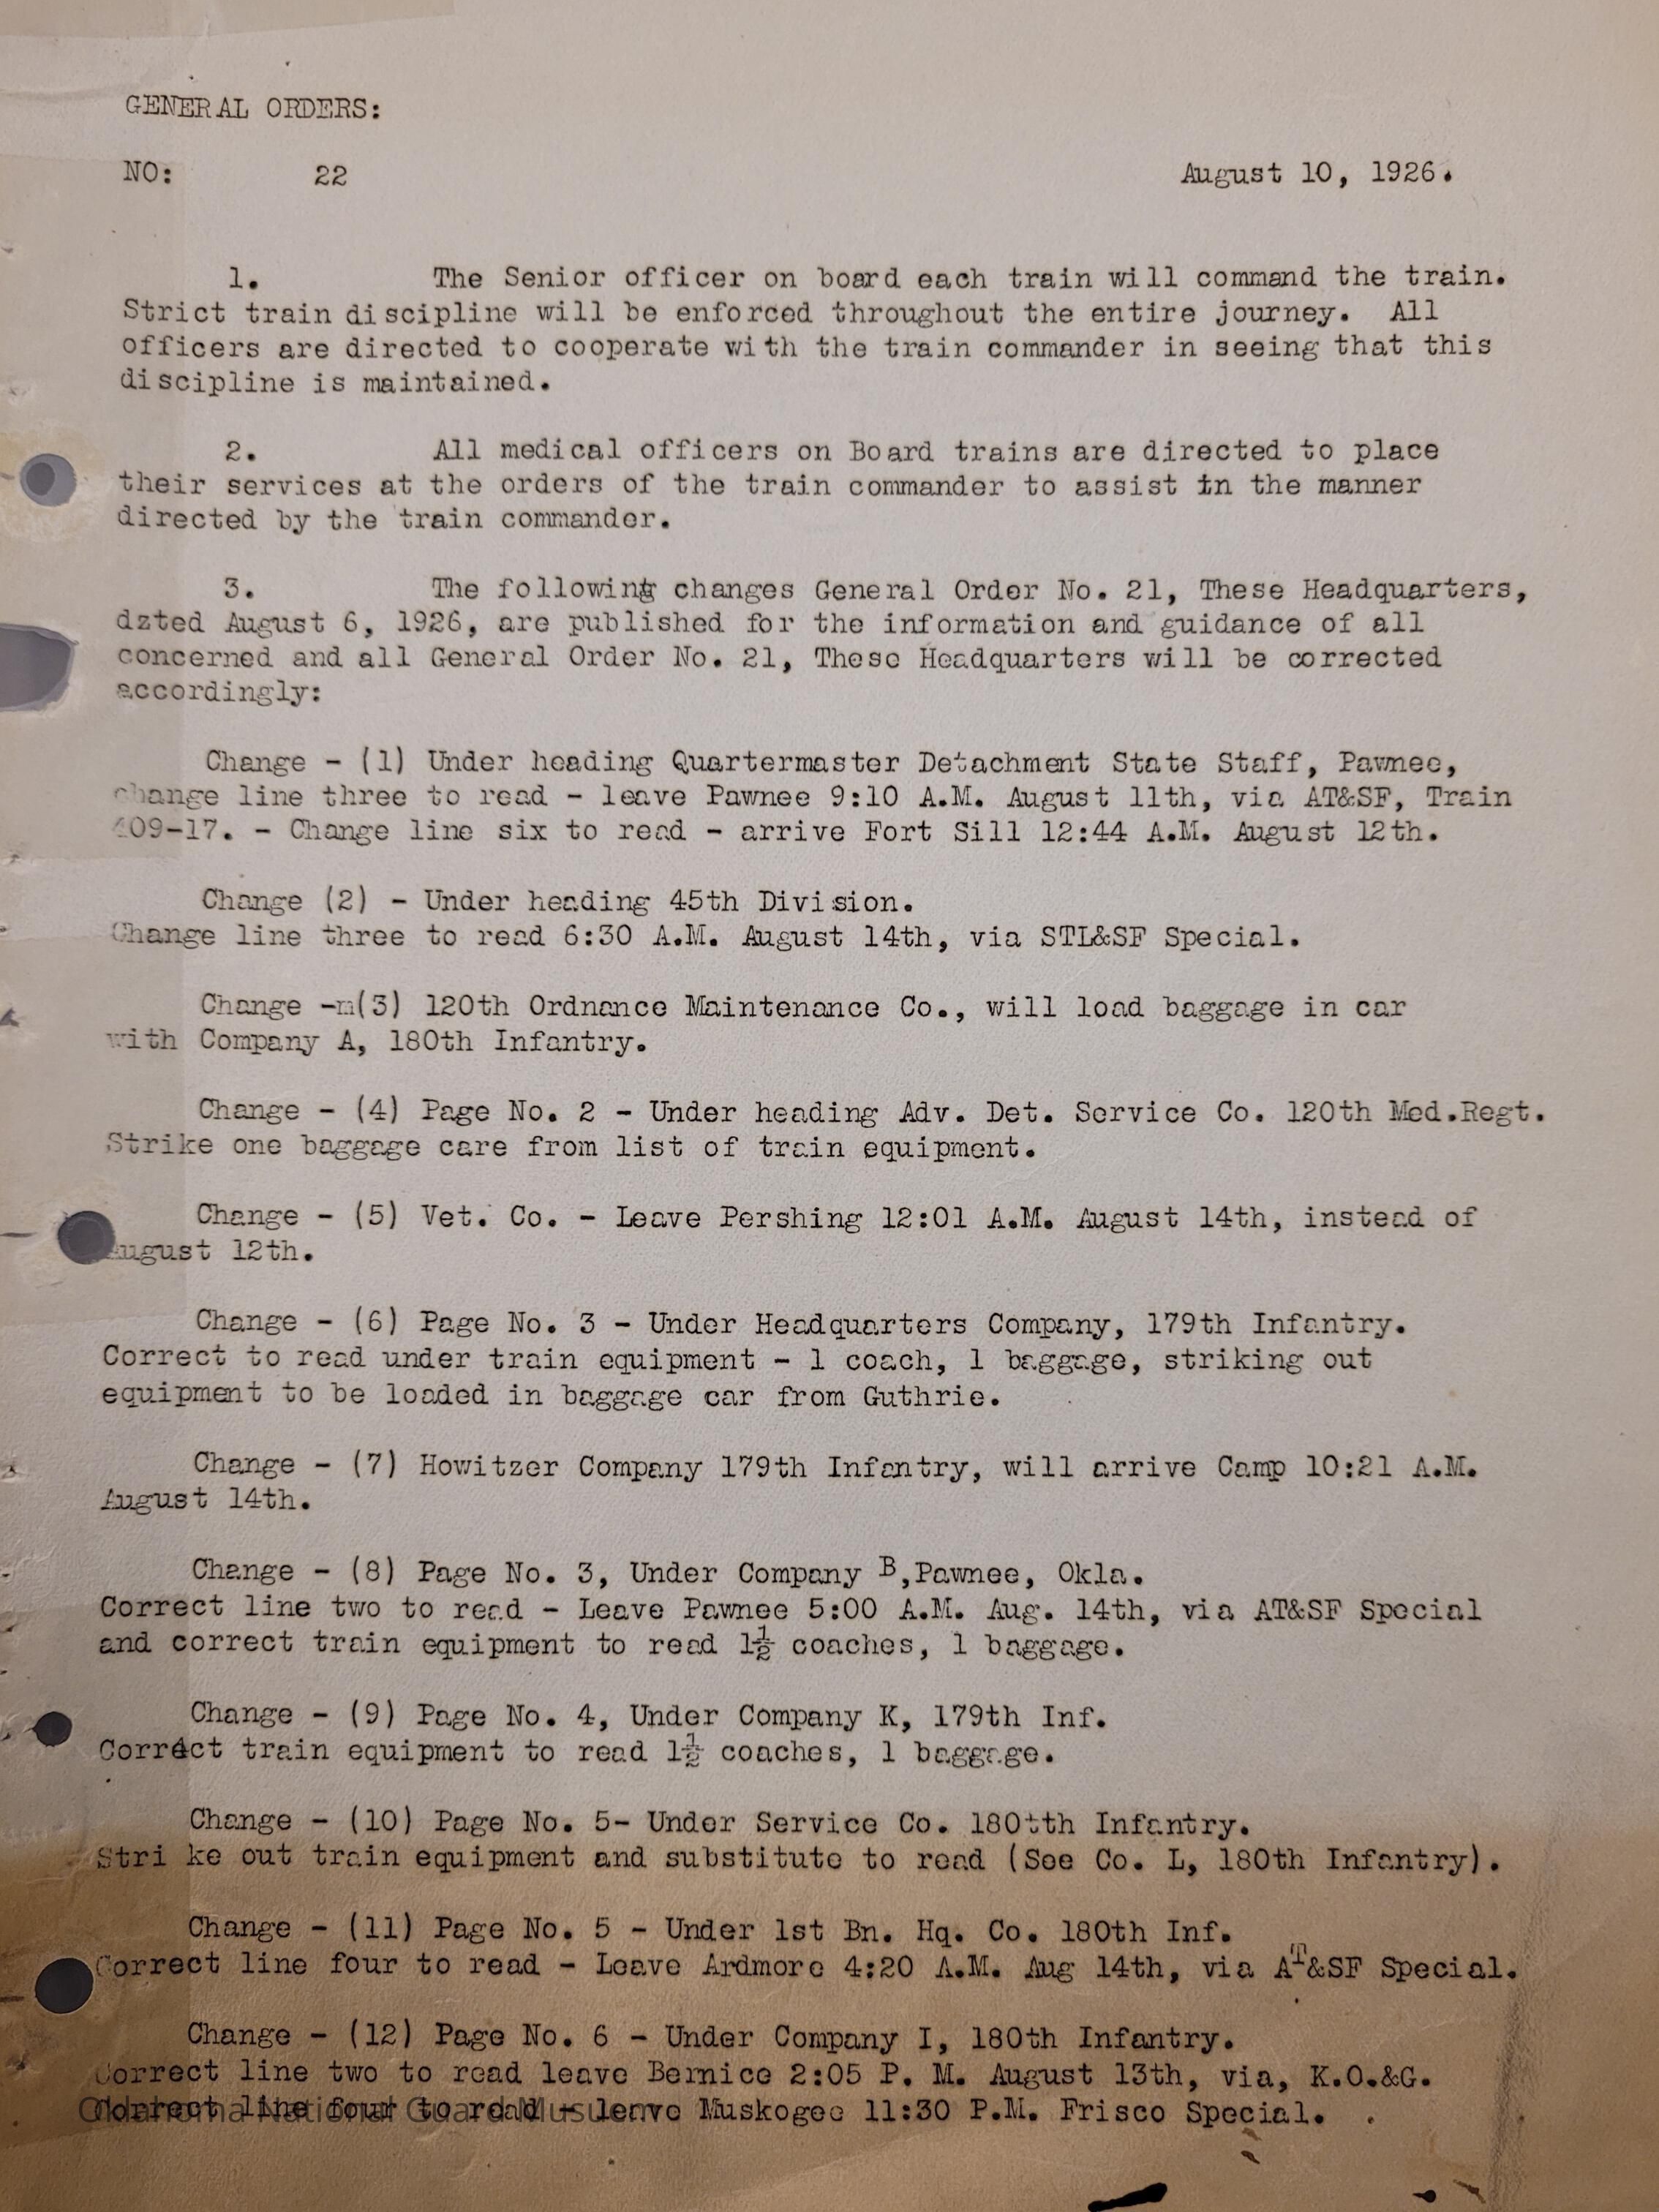 GENERAL ORDERS:
NO: 22 August 10, 1926.
1. The Senior officer on board each train will command the train.
Strict train discipline will be enforced throughout the entire journey. All
officers are directed to cooperate with the train commander in seeing that this
discipline is maintained.
2. All medical officers on Board trains are directed to place
their services at the orders of the train commander to assist in the manner
directed by the train commander.
3. The following changes General Order No. 21, These Headquarters,
dzted August 6, 1926, are published for the information and guidance of all
concerned and all General Order No. 21, These Headquarters will be corrected
accordingly:
Change - (1) Under heading Quartermaster Detachment State Staff, Pawnee,
change line three to read - leave Pawnee 9:10 A.M. August 11th, via AT&SF, Train
409-17. - Change line six to read - arrive Fort Sill 12:44 A.M. August 12th.
Change (2) - Under heading 45th Division.
Change line three to read 6:30 A.M. August 14th, via STL&SF Special.
Change -m(3) 120th Ordnance Maintenance Co., will load baggage in car
with Company A, 180th Infantry.
Change - (4) Page No. 2 - Under heading Adv. Det. Service Co. 120th Med.Regt.
Strike one baggage care from list of train equipment.
Change - (5) Vet. Co. - Leave Pershing 12:01 A.M. August 14th, instead of
August 12th.
Change - (6) Page No. 3 - Under Headquarters Company, 179th Infantry.
Correct to read under train equipment - 1 coach, 1 baggage, striking out
equipment to be loaded in baggage car from Guthrie.
Change - (7) Howitzer Company 179th Infantry, will arrive Camp 10:21 A.M.
August 14th.
Change - (8) Page No. 3, Under Company B,Pawnee, Okla.
Correct line two to read - Leave Pawnee 5:00 A.M. Aug. 14th, via AT&SF Special
and correct train equipment to read 1½ coaches, 1 baggage.
Change - (9) Page No. 4, Under Company K, 179th Inf.
Correct train equipment to read 1½ coaches, 1 baggage.
Change - (10) Page No. 5- Under Service Co. 180tth Infantry.
Stri ke out train equipment and substitute to read (See Co. L, 180th Infantry).
Change - (11) Page No. 5 - Under 1st Bn. Hq. Co. 180th Inf.
Correct line four to read - Leave Ardmore 4:20 A.M. Aug 14th, via AT&SF Special.
Change - (12) Page No. 6 - Under Company I, 180th Infantry.
Correct line two to read leave Bernice 2:05 P. M. August 13th, via, K.O.&G.
Correct line four to read - leave Muskogee 11:30 P.M. Frisco Special.
Oklahoma National Guard Musuem